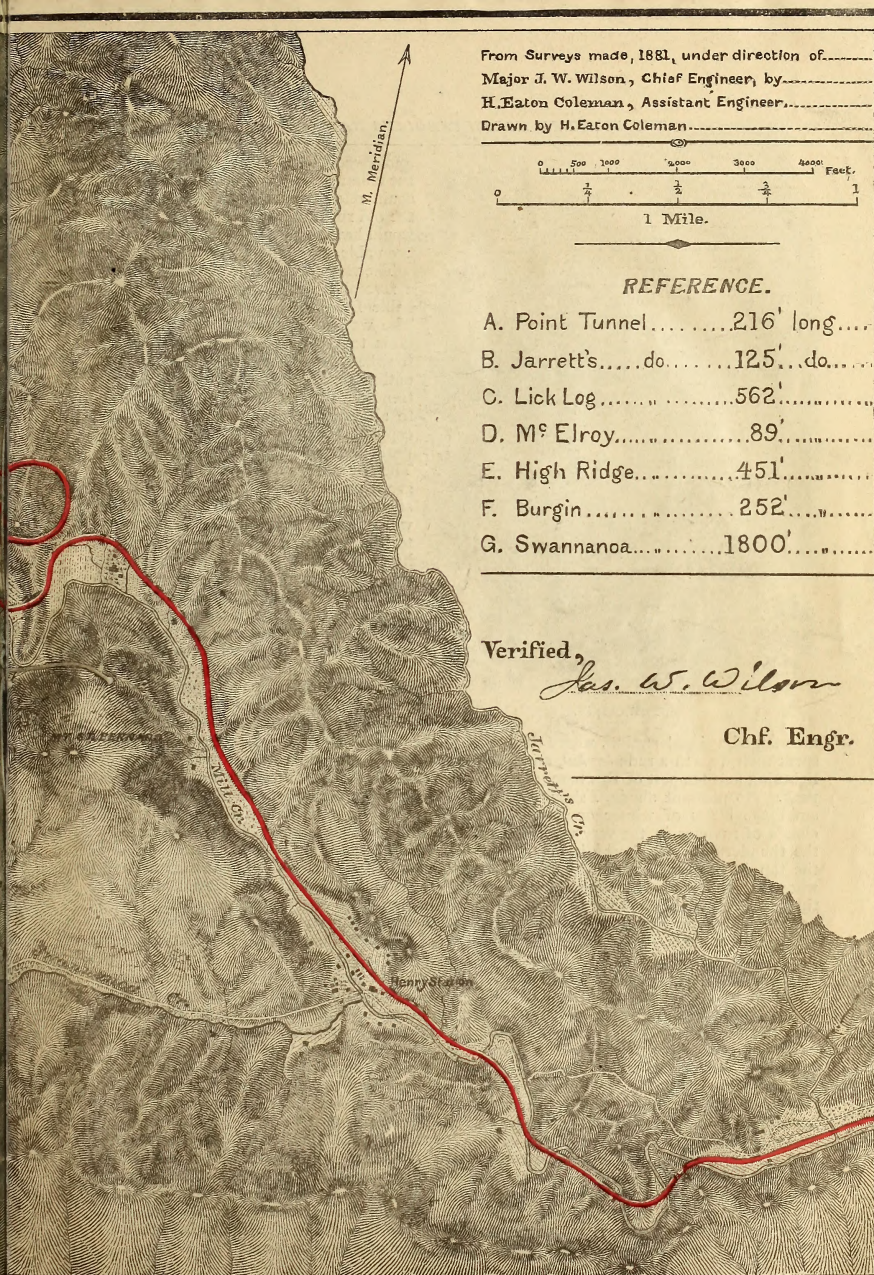 From Surveys made, 1881, under direction of
Major J. W. Wilson, Chief Engineer, by
H. Eaton Coleman, Assistant Engineer,
Drawn by H. Eaton Coleman
M. Meridian.
0 500 1000 2000 3000 4000' Feet.
0 1/4 1/2 3/4 1
1 Mile.
REFERENCE.
A. Point Tunnel........216' long....
B. Jarrett's.....do.......125'...do....
C. Lick Log......"..........562'............
D. Mc Elroy......"............89'............
E. High Ridge...".........451'............
F. Burgin......"..........252'...."......
G. Swannanoa...".......1800'...."......
Verified,
Jas. W. Wilson
Chf. Engr.
Jarrett's Cr.
Mill Cr.
Henry Station
Cr.